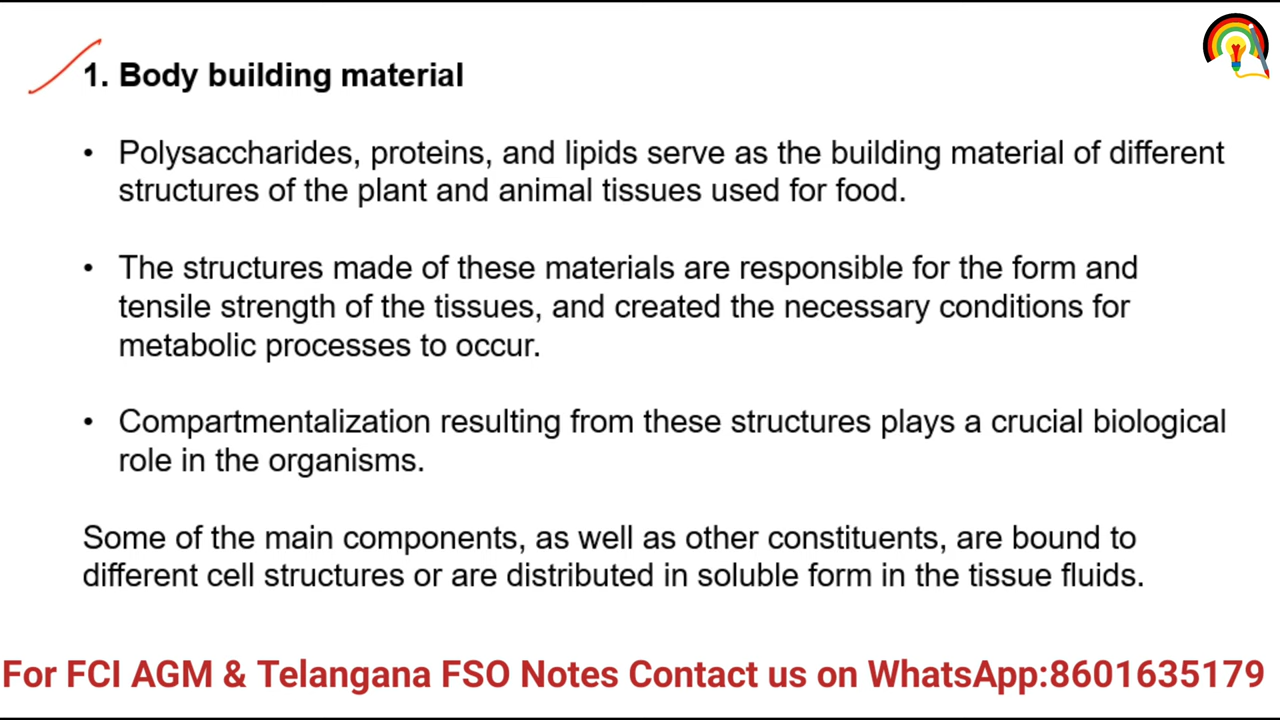 1. Body building material
• Polysaccharides, proteins, and lipids serve as the building material of different
structures of the plant and animal tissues used for food.
• The structures made of these materials are responsible for the form and
tensile strength of the tissues, and created the necessary conditions for
metabolic processes to occur.
• Compartmentalization resulting from these structures plays a crucial biological
role in the organisms.
Some of the main components, as well as other constituents, are bound to
different cell structures or are distributed in soluble form in the tissue fluids.
For FCI AGM & Telangana FSO Notes Contact us on WhatsApp:8601635179